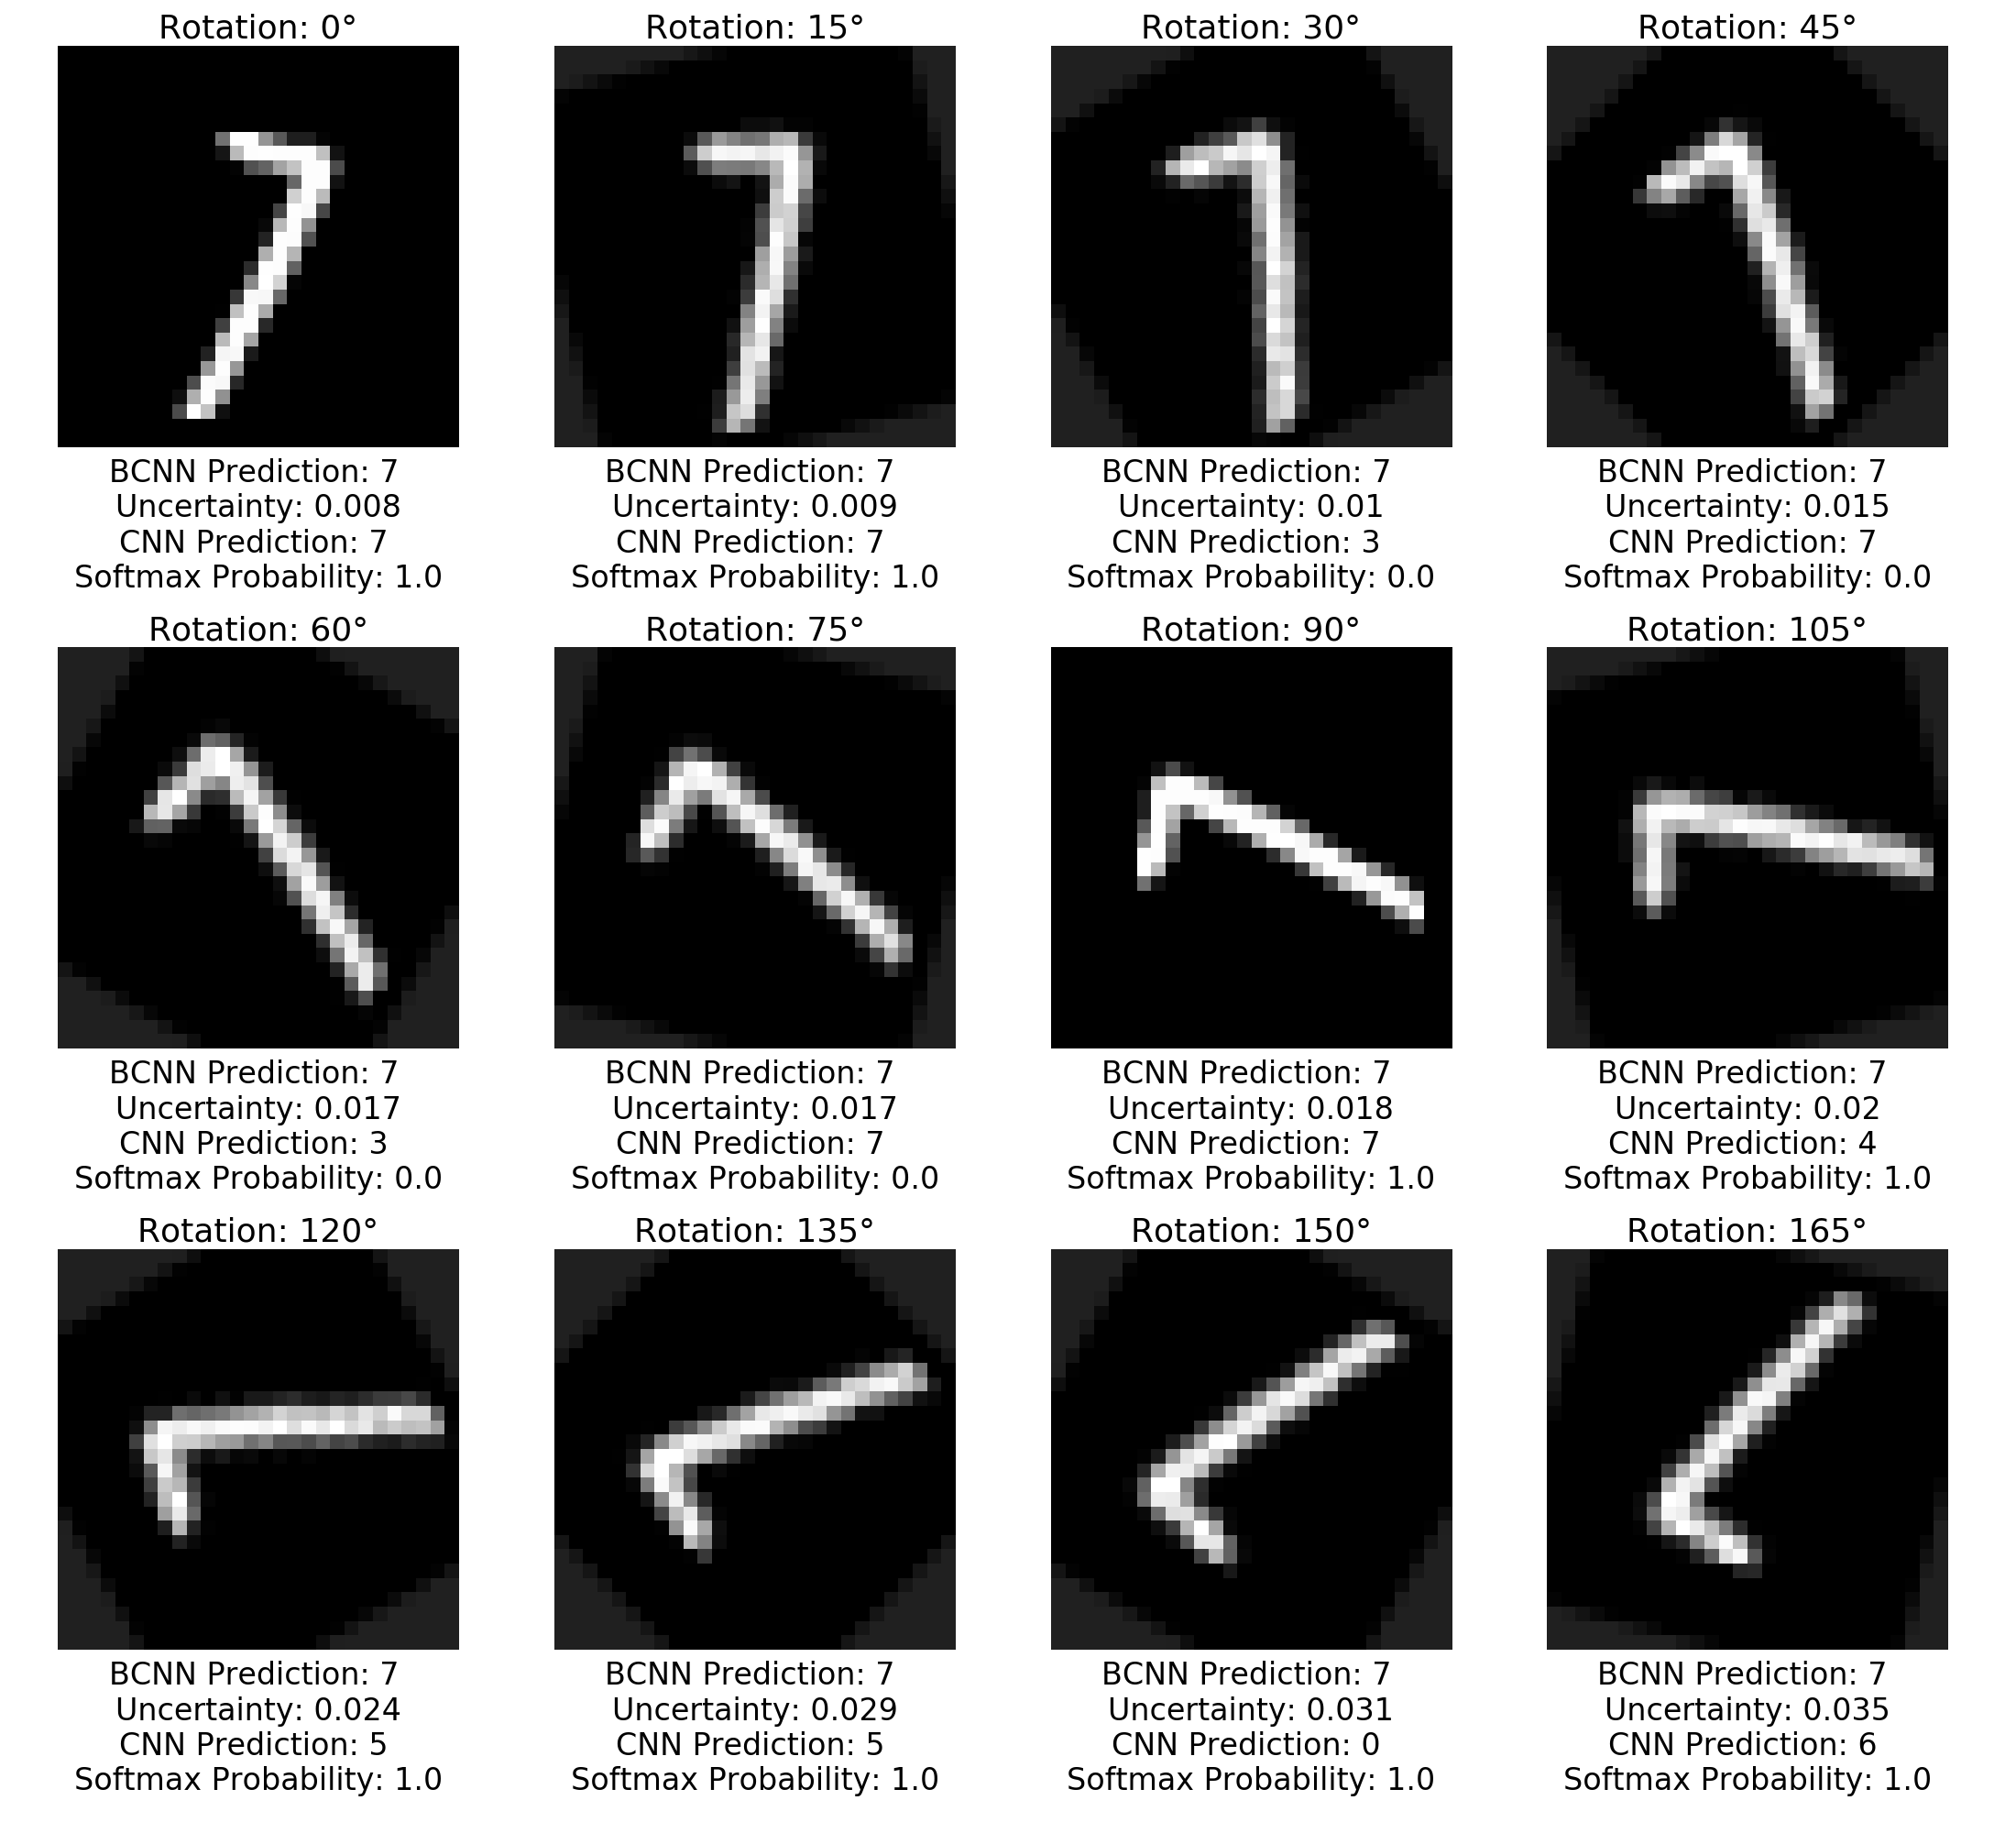 Rotation: 0°
BCNN Prediction: 7
Uncertainty: 0.008
CNN Prediction: 7
Softmax Probability: 1.0
Rotation: 15°
BCNN Prediction: 7
Uncertainty: 0.009
CNN Prediction: 7
Softmax Probability: 1.0
Rotation: 30°
BCNN Prediction: 7
Uncertainty: 0.01
CNN Prediction: 3
Softmax Probability: 0.0
Rotation: 45°
BCNN Prediction: 7
Uncertainty: 0.015
CNN Prediction: 7
Softmax Probability: 0.0
Rotation: 60°
BCNN Prediction: 7
Uncertainty: 0.017
CNN Prediction: 3
Softmax Probability: 0.0
Rotation: 75°
BCNN Prediction: 7
Uncertainty: 0.017
CNN Prediction: 7
Softmax Probability: 0.0
Rotation: 90°
BCNN Prediction: 7
Uncertainty: 0.018
CNN Prediction: 7
Softmax Probability: 1.0
Rotation: 105°
BCNN Prediction: 7
Uncertainty: 0.02
CNN Prediction: 4
Softmax Probability: 1.0
Rotation: 120°
BCNN Prediction: 7
Uncertainty: 0.024
CNN Prediction: 5
Softmax Probability: 1.0
Rotation: 135°
BCNN Prediction: 7
Uncertainty: 0.029
CNN Prediction: 5
Softmax Probability: 1.0
Rotation: 150°
BCNN Prediction: 7
Uncertainty: 0.031
CNN Prediction: 0
Softmax Probability: 1.0
Rotation: 165°
BCNN Prediction: 7
Uncertainty: 0.035
CNN Prediction: 6
Softmax Probability: 1.0